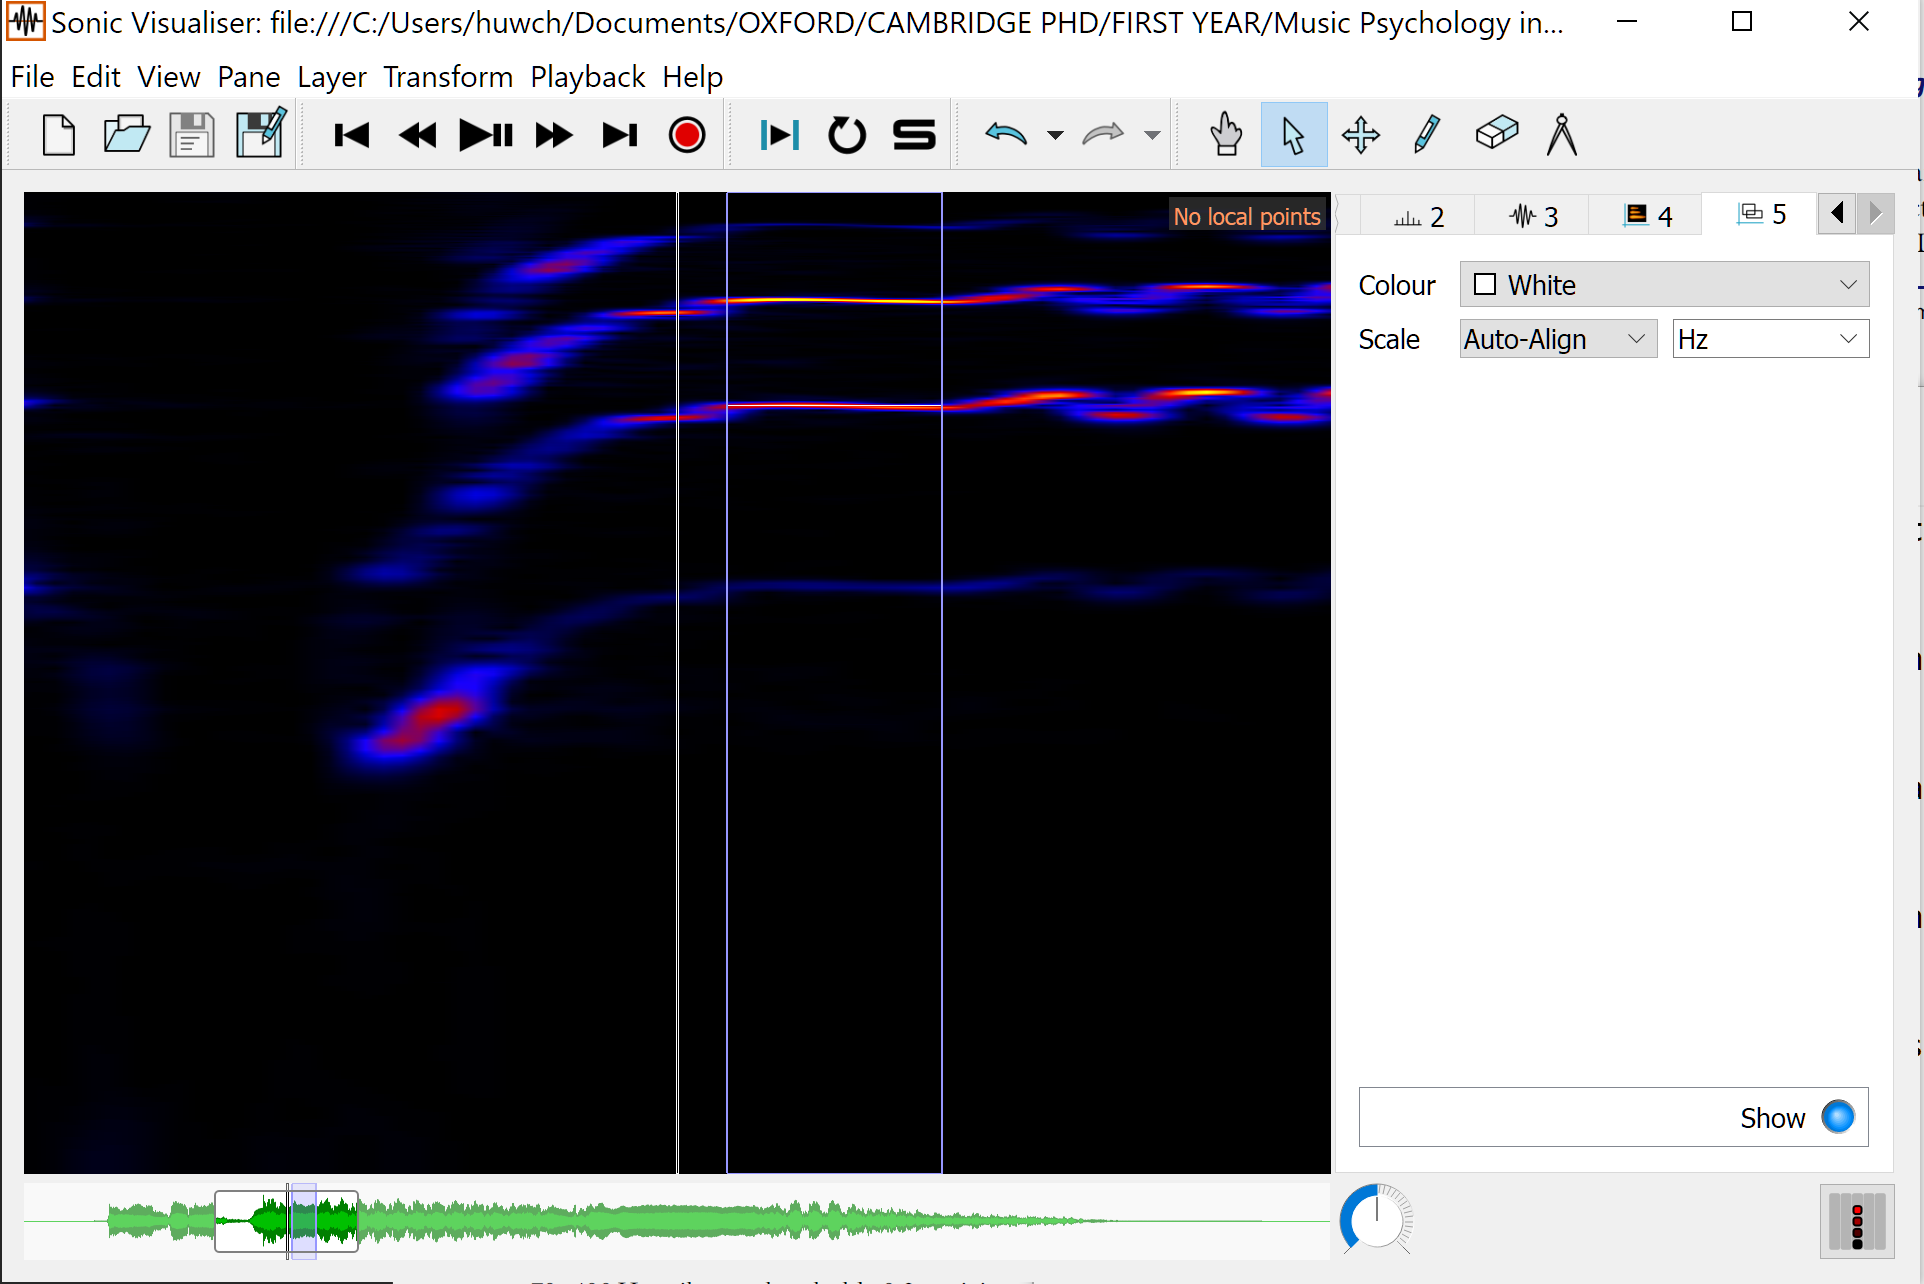 Sonic Visualiser: file:///C:/Users/huwch/Documents/OXFORD/CAMBRIDGE PHD/FIRST YEAR/Music Psychology in...
File Edit View Pane Layer Transform Playback Help
No local points
2 3 4 5
Colour White
Scale Auto-Align Hz
Show